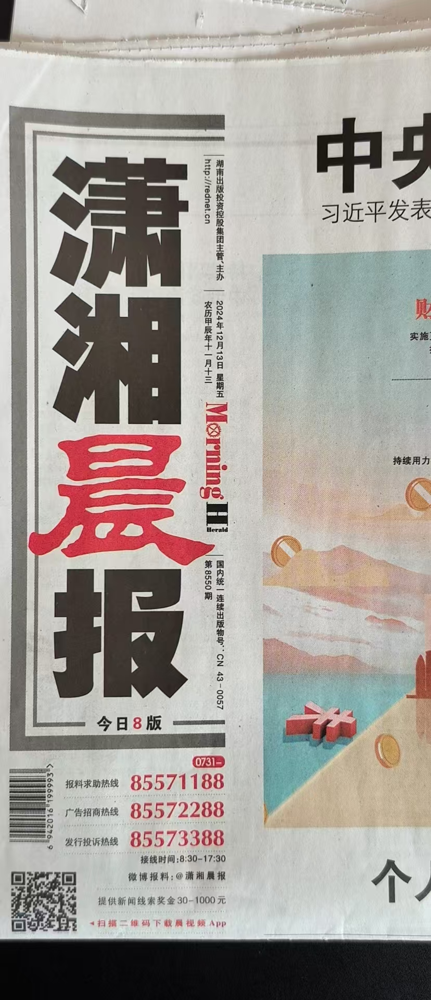 潇湘晨报
湖南出版投资控股集团主管、主办
http://rednet.cn
2024年12月13日 星期五
农历甲辰年十一月十三
Morning
H
Herald
国内统一连续出版物号：CN 43-0057
第8550期
今日8版
0731-
报料求助热线 85571188
广告招商热线 85572288
发行投诉热线 85573388
接线时间:8:30-17:30
微博报料:@潇湘晨报
提供新闻线索奖金30-1000元
扫描二维码下载晨视频App
6 942016 199993 >
中央
习近平发表
财
实施
持续用力
个